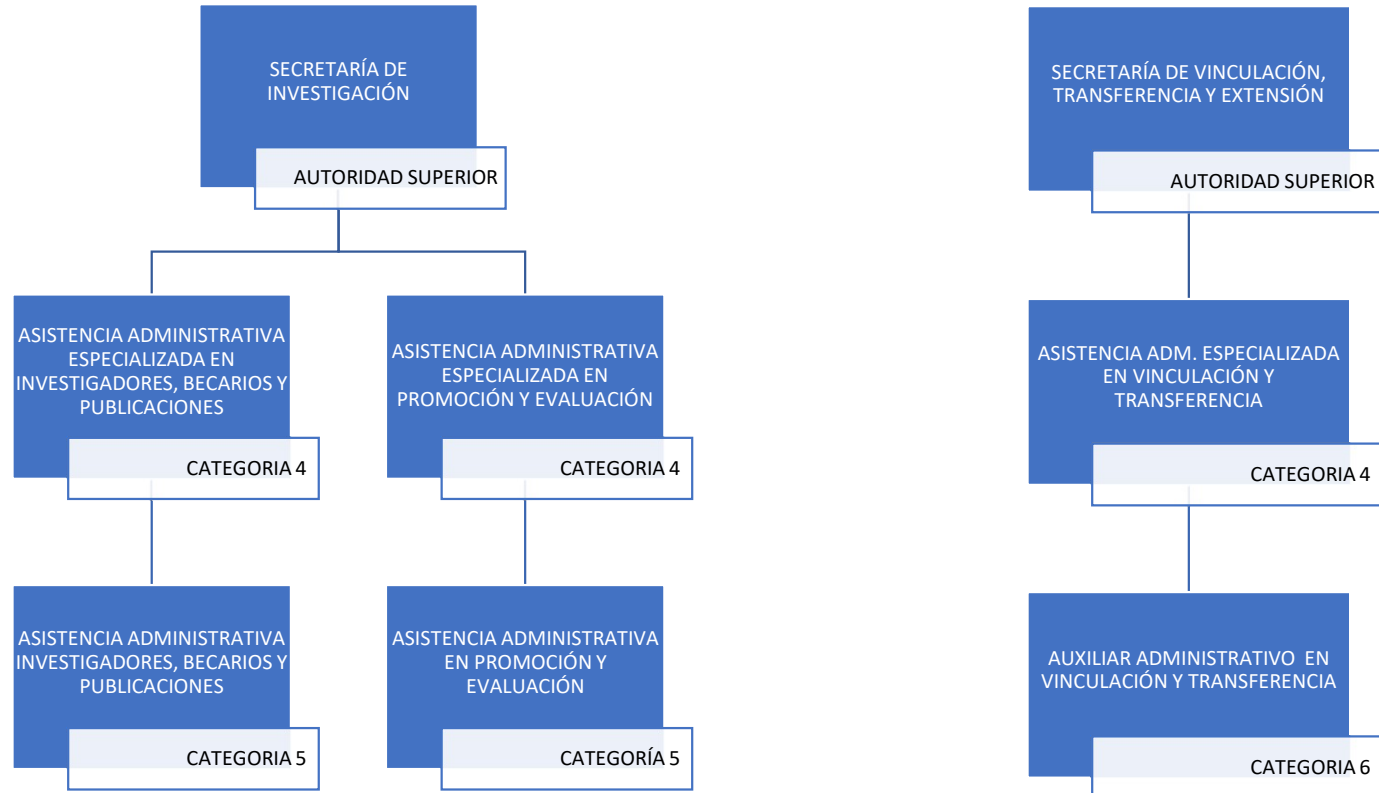 SECRETARÍA DE
INVESTIGACIÓN
AUTORIDAD SUPERIOR
ASISTENCIA ADMINISTRATIVA
ESPECIALIZADA EN
INVESTIGADORES, BECARIOS Y
PUBLICACIONES
CATEGORIA 4
ASISTENCIA ADMINISTRATIVA
ESPECIALIZADA EN
PROMOCIÓN Y EVALUACIÓN
CATEGORIA 4
ASISTENCIA ADMINISTRATIVA
INVESTIGADORES, BECARIOS Y
PUBLICACIONES
CATEGORIA 5
ASISTENCIA ADMINISTRATIVA
EN PROMOCIÓN Y
EVALUACIÓN
CATEGORÍA 5
SECRETARÍA DE VINCULACIÓN,
TRANSFERENCIA Y EXTENSIÓN
AUTORIDAD SUPERIOR
ASISTENCIA ADM. ESPECIALIZADA
EN VINCULACIÓN Y
TRANSFERENCIA
CATEGORIA 4
AUXILIAR ADMINISTRATIVO EN
VINCULACIÓN Y TRANSFERENCIA
CATEGORIA 6